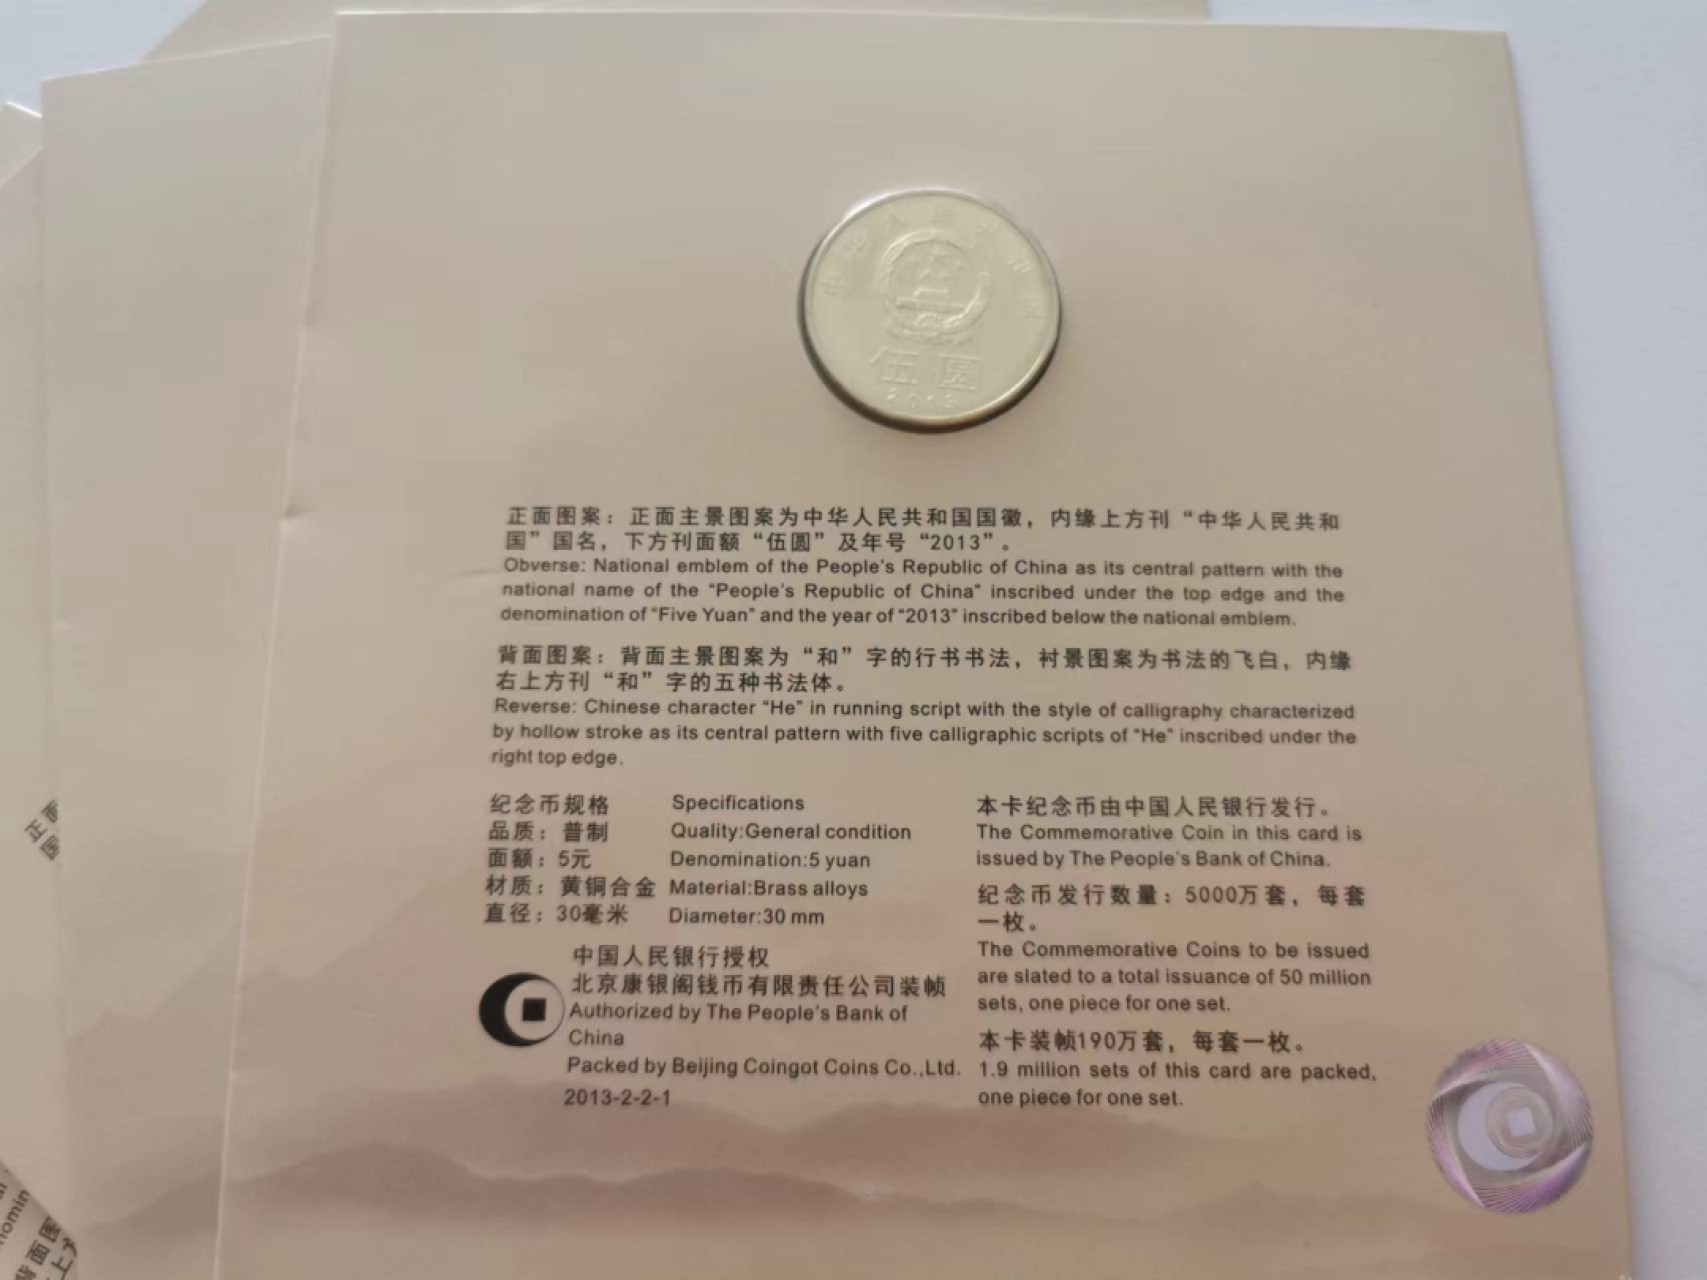 中华人民共和国
伍圆
2013
正面图案：正面主景图案为中华人民共和国国徽，内缘上方刊“中华人民共和
国”国名，下方刊面额“伍圆”及年号“2013”。
Obverse: National emblem of the People's Republic of China as its central pattern with the
national name of the “People's Republic of China” inscribed under the top edge and the
denomination of “Five Yuan” and the year of “2013” inscribed below the national emblem.
背面图案：背面主景图案为“和”字的行书书法，衬景图案为书法的飞白，内缘
右上方刊“和”字的五种书法体。
Reverse: Chinese character “He” in running script with the style of calligraphy characterized
by hollow stroke as its central pattern with five calligraphic scripts of “He” inscribed under the
right top edge.
纪念币规格 Specifications
品质：普制 Quality:General condition
面额：5元 Denomination:5 yuan
材质：黄铜合金 Material:Brass alloys
直径：30毫米 Diameter:30 mm
中国人民银行授权
北京康银阁钱币有限责任公司装帧
Authorized by The People's Bank of
China
Packed by Beijing Coingot Coins Co.,Ltd.
2013-2-2-1
本卡纪念币由中国人民银行发行。
The Commemorative Coin in this card is
issued by The People's Bank of China.
纪念币发行数量：5000万套，每套
一枚。
The Commemorative Coins to be issued
are slated to a total issuance of 50 million
sets, one piece for one set.
本卡装帧190万套，每套一枚。
1.9 million sets of this card are packed,
one piece for one set.
正面
国
nomin
背面图
上方